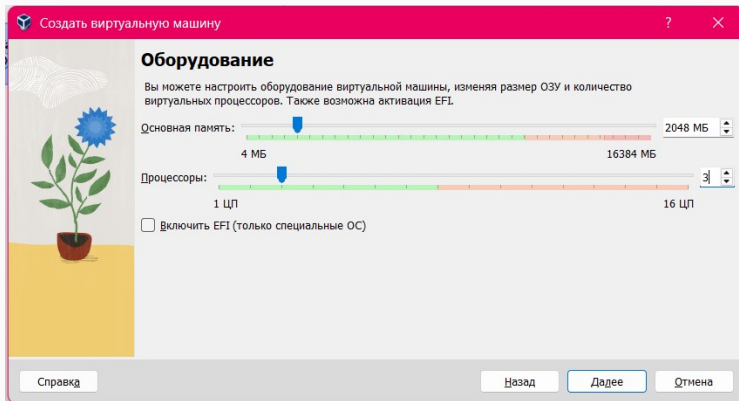 Создать виртуальную машину
Оборудование
Вы можете настроить оборудование виртуальной машины, изменяя размер ОЗУ и количество
виртуальных процессоров. Также возможна активация EFI.
Основная память: 2048 МБ
4 МБ 16384 МБ
Процессоры: 3
1 ЦП 16 ЦП
Включить EFI (только специальные ОС)
Справка Назад Далее Отмена